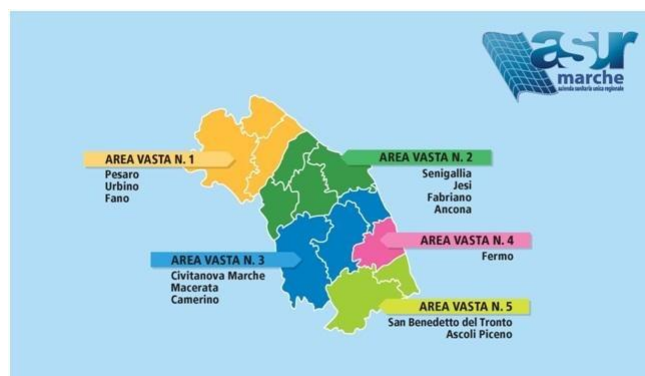 asur
marche
azienda sanitaria unica regionale
AREA VASTA N. 1
Pesaro
Urbino
Fano
AREA VASTA N. 2
Senigallia
Jesi
Fabriano
Ancona
AREA VASTA N. 3
Civitanova Marche
Macerata
Camerino
AREA VASTA N. 4
Fermo
AREA VASTA N. 5
San Benedetto del Tronto
Ascoli Piceno